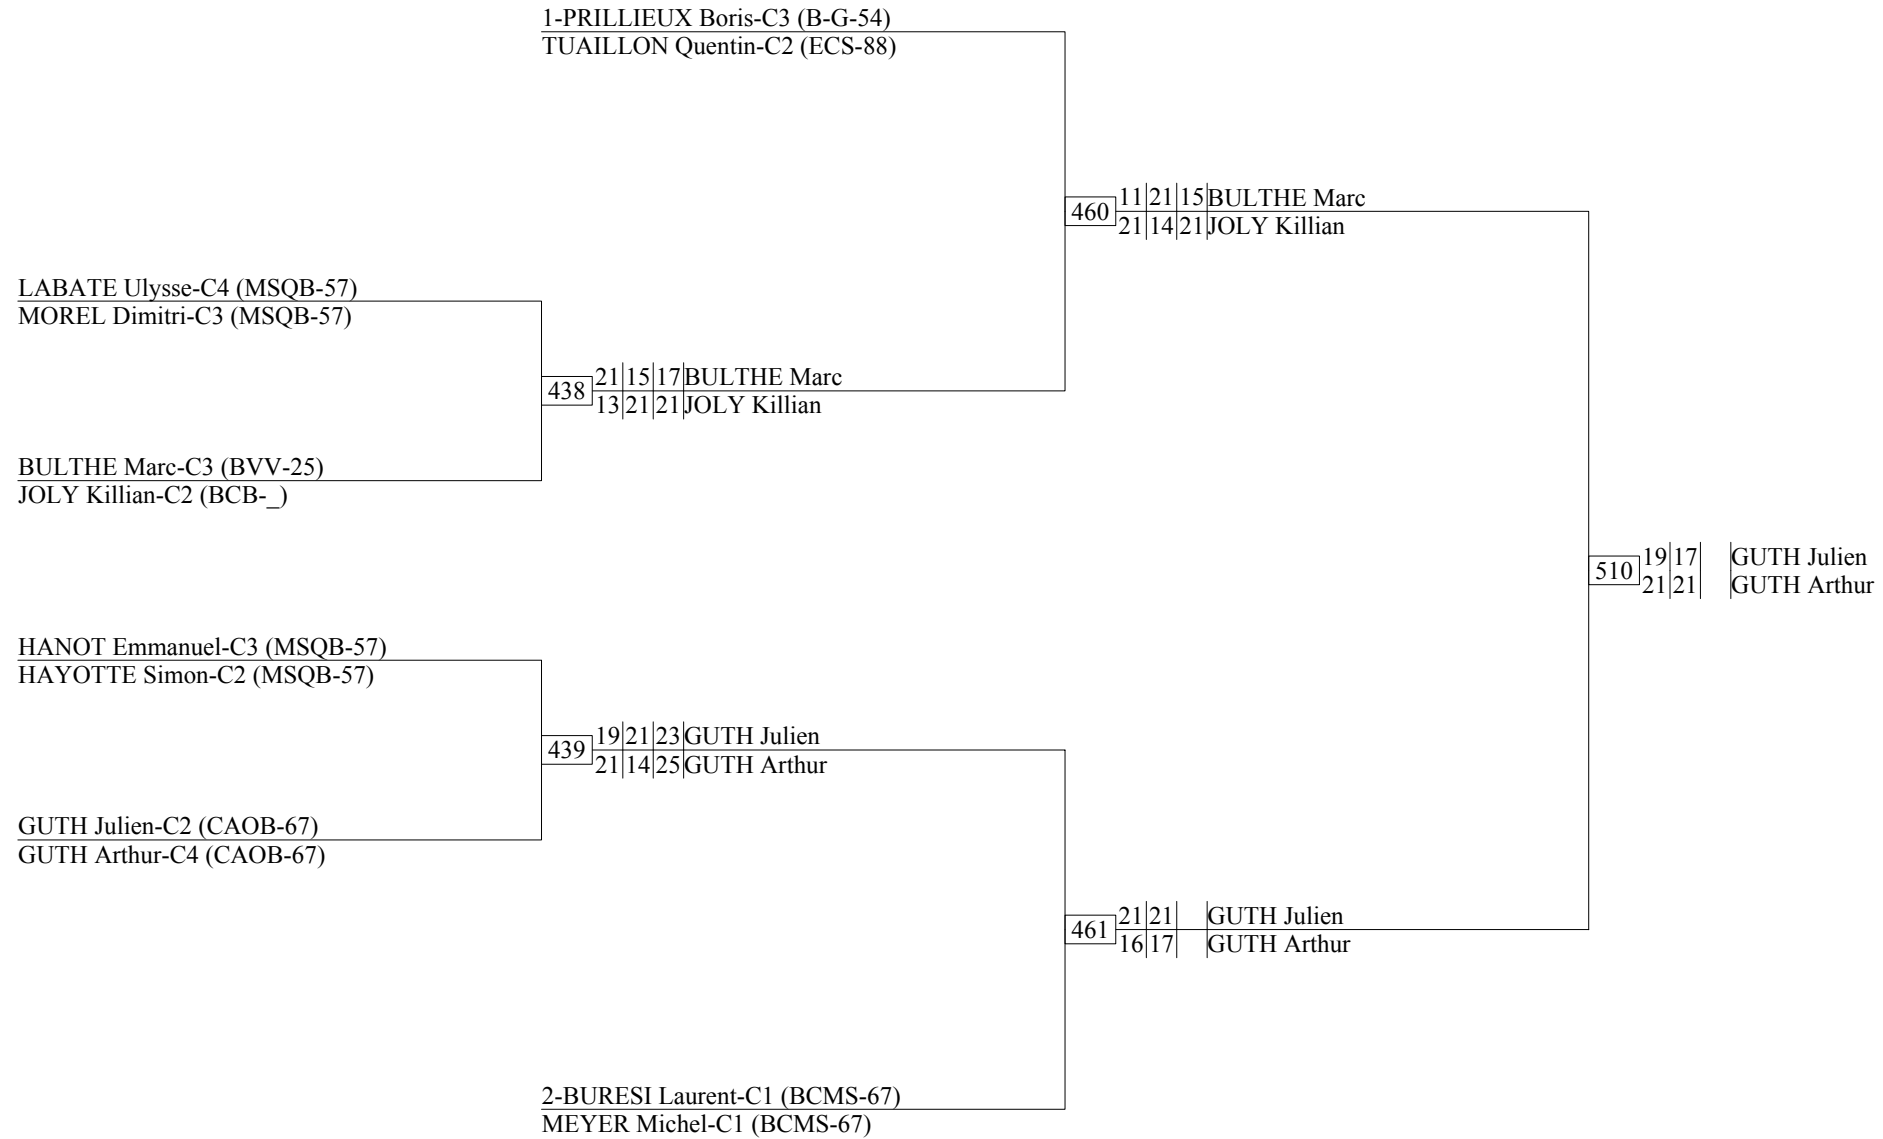 1-PRILLIEUX Boris-C3 (B-G-54)
TUAILLON Quentin-C2 (ECS-88)
460 11 21 15 BULTHE Marc
21 14 21 JOLY Killian
LABATE Ulysse-C4 (MSQB-57)
MOREL Dimitri-C3 (MSQB-57)
438 21 15 17 BULTHE Marc
13 21 21 JOLY Killian
BULTHE Marc-C3 (BVV-25)
JOLY Killian-C2 (BCB-_)
510 19 17 GUTH Julien
21 21 GUTH Arthur
HANOT Emmanuel-C3 (MSQB-57)
HAYOTTE Simon-C2 (MSQB-57)
439 19 21 23 GUTH Julien
21 14 25 GUTH Arthur
GUTH Julien-C2 (CAOB-67)
GUTH Arthur-C4 (CAOB-67)
461 21 21 GUTH Julien
16 17 GUTH Arthur
2-BURESI Laurent-C1 (BCMS-67)
MEYER Michel-C1 (BCMS-67)